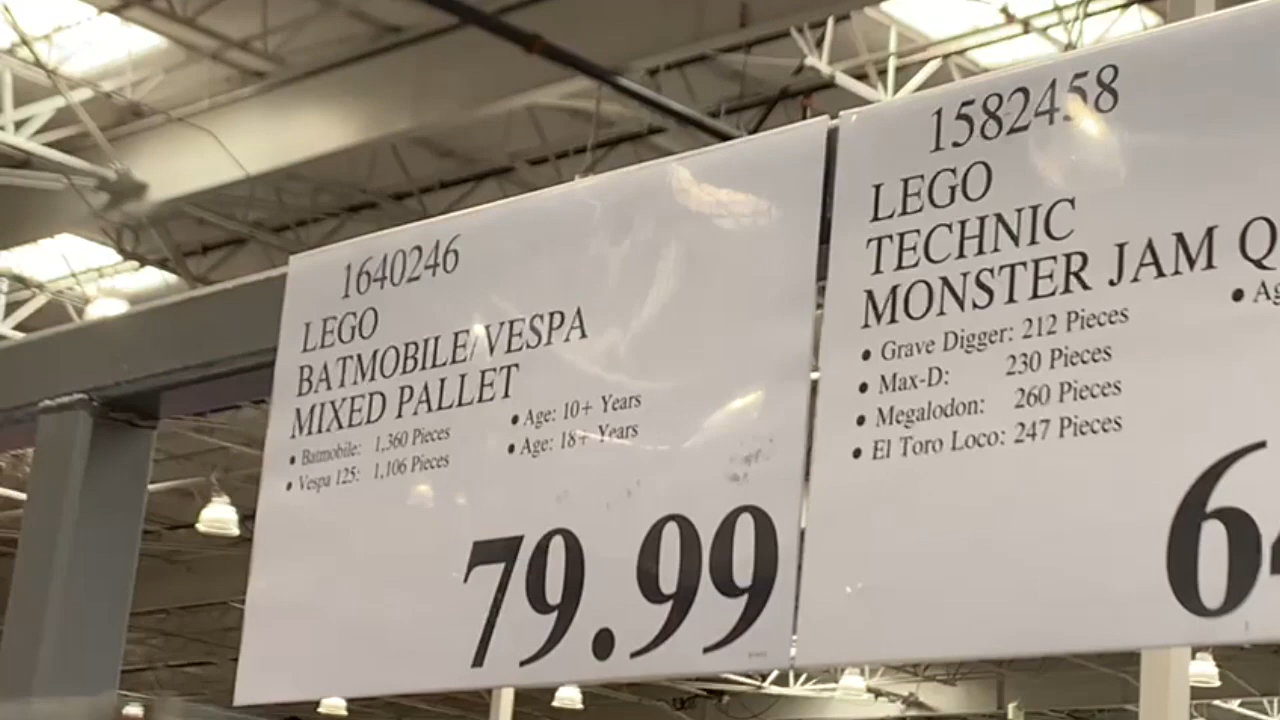 1640246
LEGO
BATMOBILE/VESPA
MIXED PALLET
• Batmobile: 1,360 Pieces • Age: 10+ Years
• Vespa 125: 1,106 Pieces • Age: 18+ Years
79.99
1582458
LEGO
TECHNIC
MONSTER JAM Q
• Grave Digger: 212 Pieces • Ag
• Max-D: 230 Pieces
• Megalodon: 260 Pieces
• El Toro Loco: 247 Pieces
6